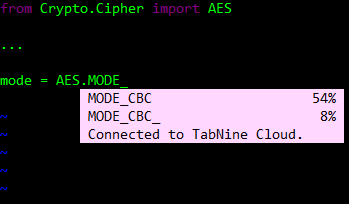 from Crypto.Cipher import AES
...
mode = AES.MODE_
MODE_CBC 54%
~ MODE_CBC_ 8%
~ Connected to TabNine Cloud.
~
~
~